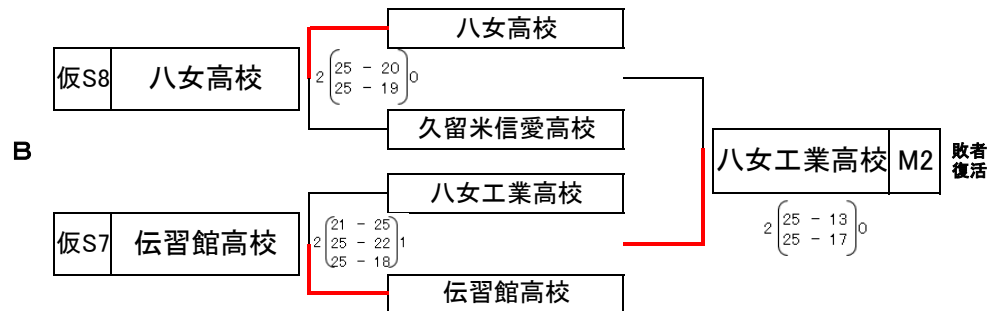 八女高校
仮S8 八女高校
2 25 - 20 0
25 - 19
久留米信愛高校
B
八女工業高校 M2 敗者
復活
八女工業高校
仮S7 伝習館高校
2 21 - 25 1
25 - 22
25 - 18
2 25 - 13 0
25 - 17
伝習館高校